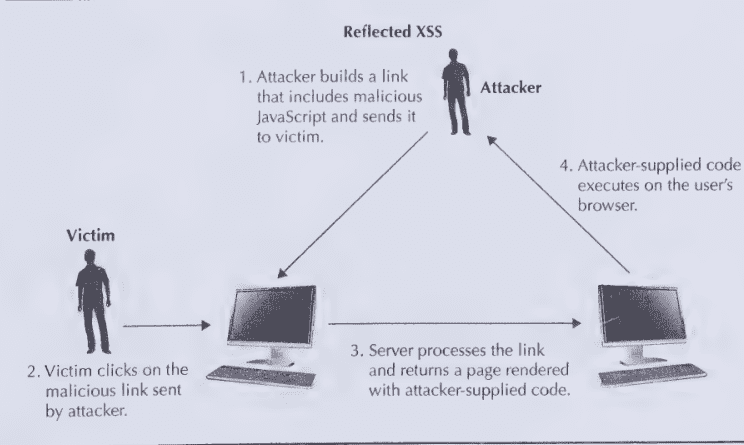 Reflected XSS
1. Attacker builds a link
that includes malicious
JavaScript and sends it
to victim.
Attacker
4. Attacker-supplied code
executes on the user's
browser.
Victim
2. Victim clicks on the
malicious link sent
by attacker.
3. Server processes the link
and returns a page rendered
with attacker-supplied code.